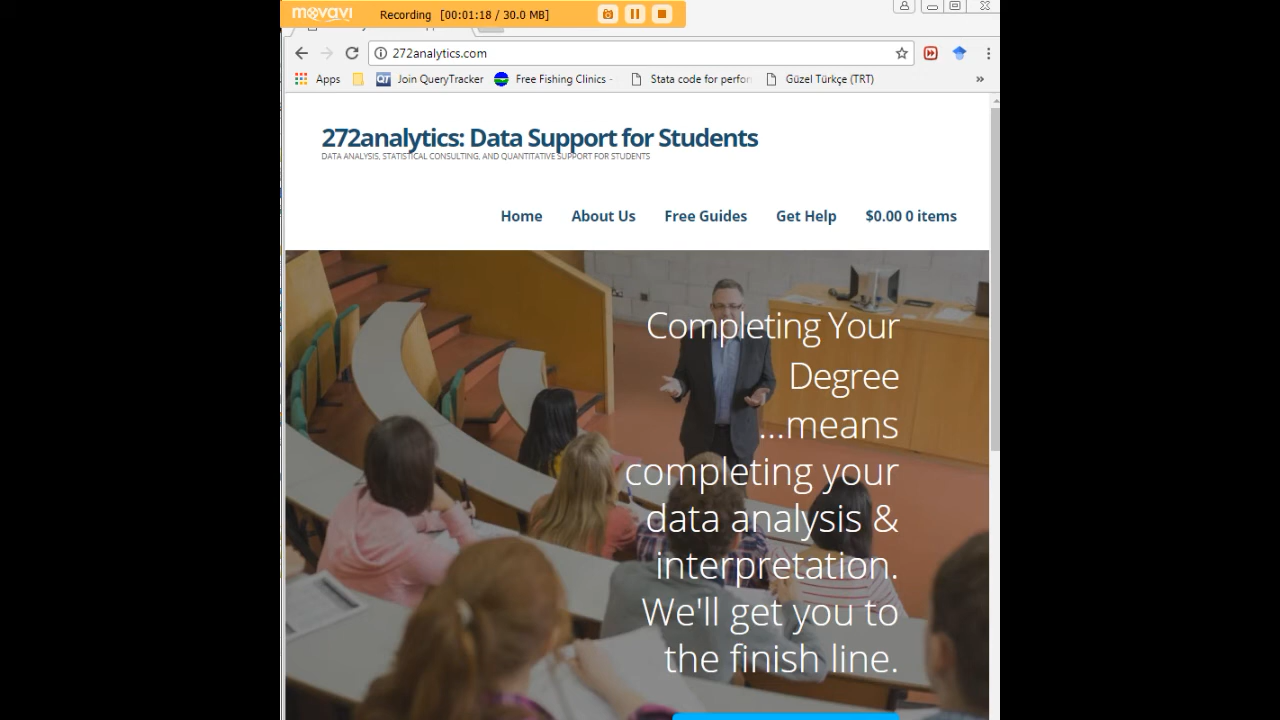 movavi
Recording [00:01:18 / 30.0 MB]
272analytics.com
Apps
QT Join QueryTracker
Free Fishing Clinics -
Stata code for perfor
Güzel Türkçe (TRT)
»
272analytics: Data Support for Students
DATA ANALYSIS, STATISTICAL CONSULTING, AND QUANTITATIVE SUPPORT FOR STUDENTS
Home About Us Free Guides Get Help $0.00 0 items
Completing Your
Degree
...means
completing your
data analysis &
interpretation.
We'll get you to
the finish line.